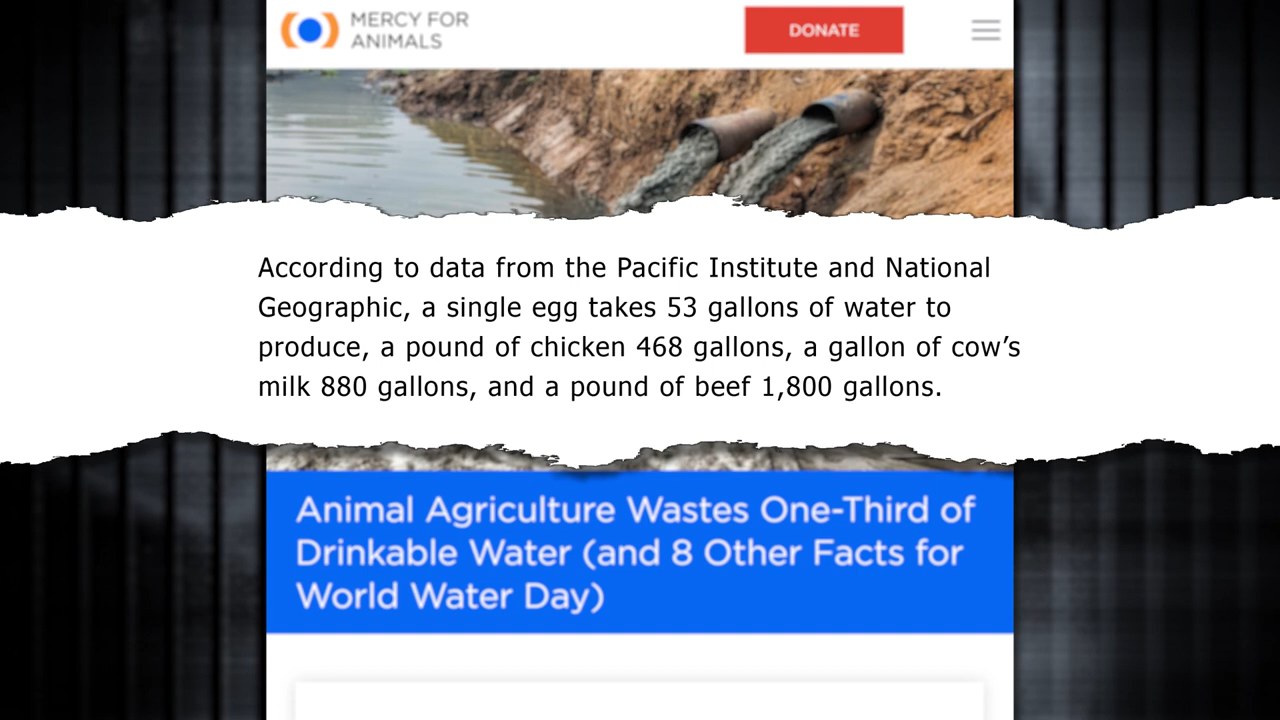 MERCY FOR
ANIMALS
DONATE
According to data from the Pacific Institute and National
Geographic, a single egg takes 53 gallons of water to
produce, a pound of chicken 468 gallons, a gallon of cow’s
milk 880 gallons, and a pound of beef 1,800 gallons.
Animal Agriculture Wastes One-Third of
Drinkable Water (and 8 Other Facts for
World Water Day)